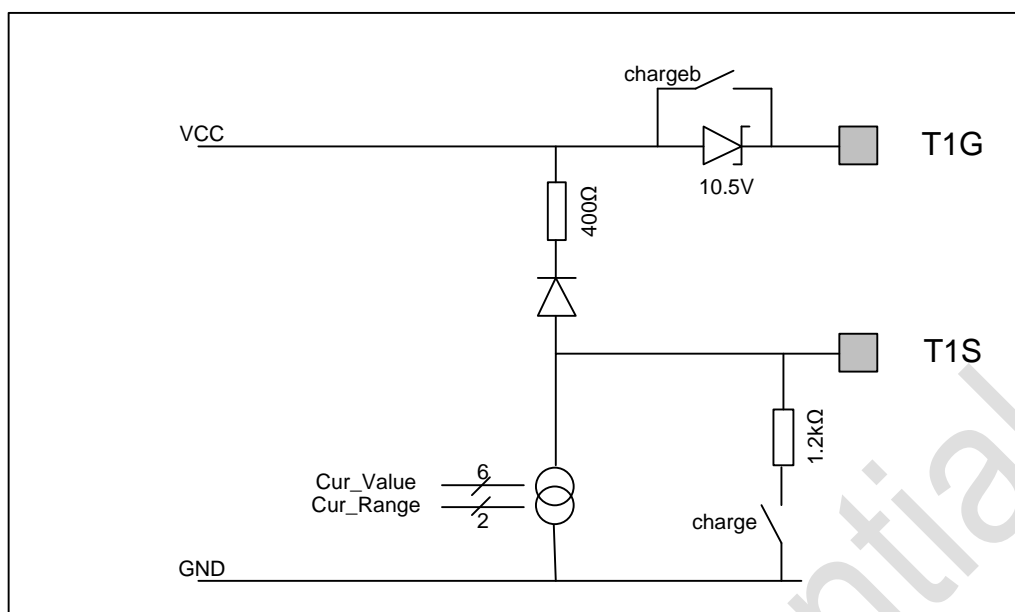 chargeb
VCC
T1G
10.5V
400Ω
T1S
1.2kΩ
6
Cur_Value
Cur_Range
2
charge
GND